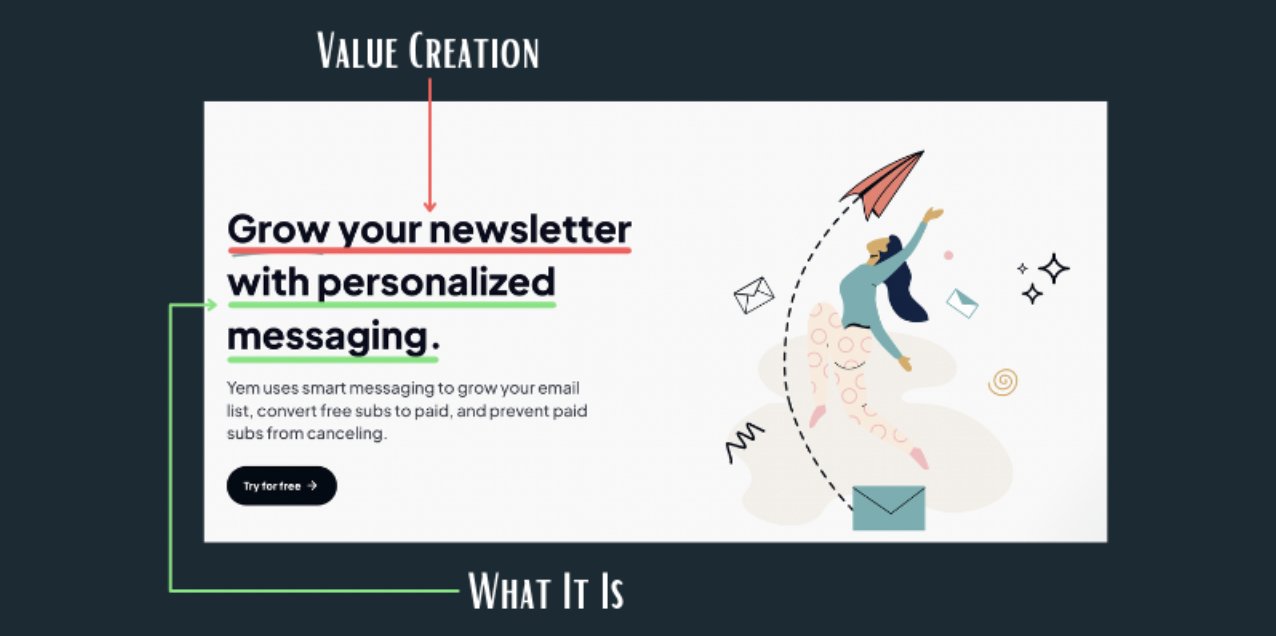 Value Creation
Grow your newsletter
with personalized
messaging.
Yem uses smart messaging to grow your email
list, convert free subs to paid, and prevent paid
subs from canceling.
Try for free →
What It Is